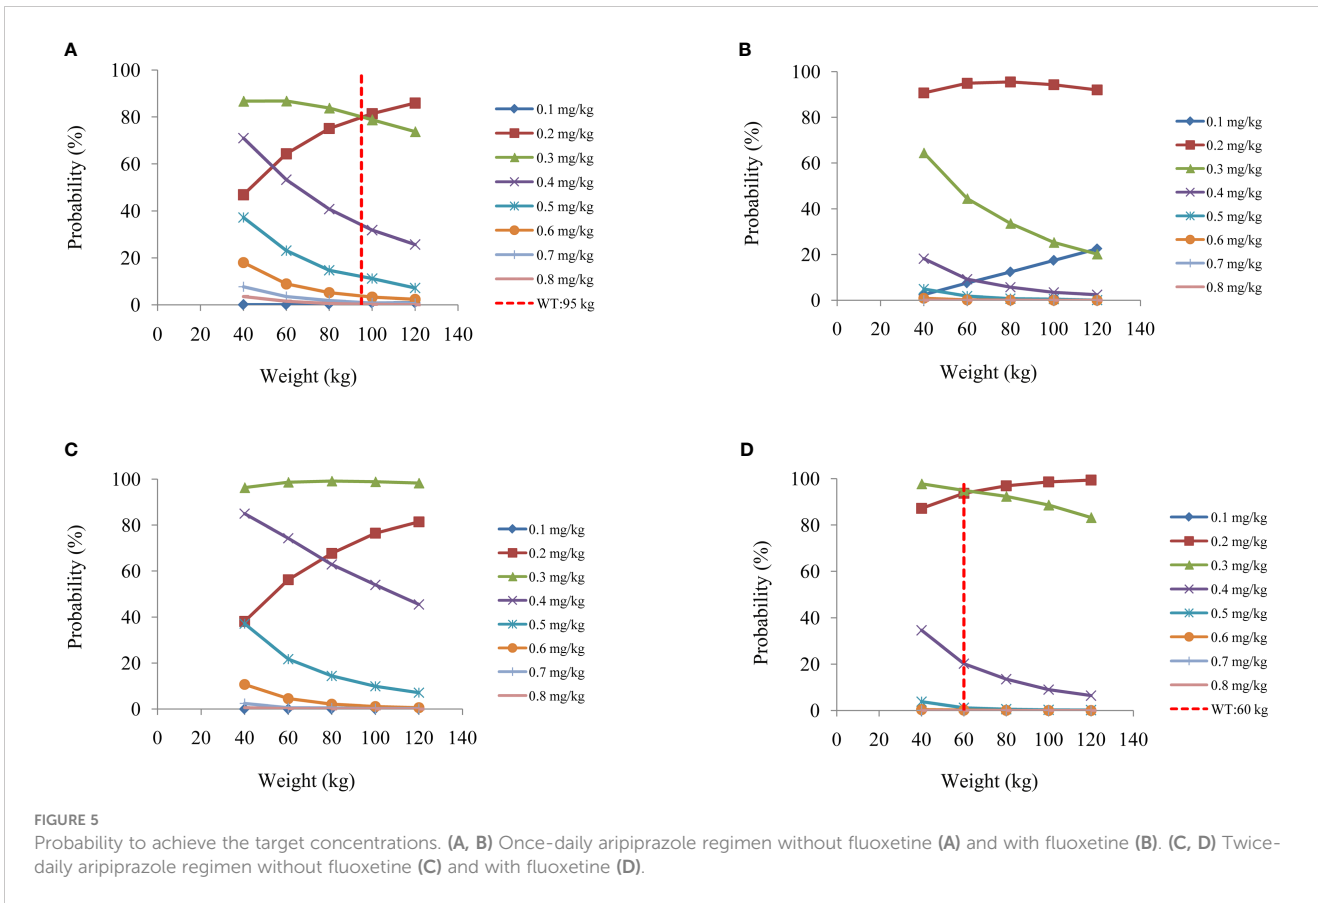 A
Probability (%)
100
80
60
40
20
0
0 20 40 60 80 100 120 140
Weight (kg)
0.1 mg/kg
0.2 mg/kg
0.3 mg/kg
0.4 mg/kg
0.5 mg/kg
0.6 mg/kg
0.7 mg/kg
0.8 mg/kg
WT:95 kg
B
Probability (%)
100
80
60
40
20
0
0 20 40 60 80 100 120 140
Weight (kg)
0.1 mg/kg
0.2 mg/kg
0.3 mg/kg
0.4 mg/kg
0.5 mg/kg
0.6 mg/kg
0.7 mg/kg
0.8 mg/kg
C
Probability (%)
100
80
60
40
20
0
0 20 40 60 80 100 120 140
Weight (kg)
0.1 mg/kg
0.2 mg/kg
0.3 mg/kg
0.4 mg/kg
0.5 mg/kg
0.6 mg/kg
0.7 mg/kg
0.8 mg/kg
D
Probability (%)
100
80
60
40
20
0
0 20 40 60 80 100 120 140
Weight (kg)
0.1 mg/kg
0.2 mg/kg
0.3 mg/kg
0.4 mg/kg
0.5 mg/kg
0.6 mg/kg
0.7 mg/kg
0.8 mg/kg
WT:60 kg
FIGURE 5
Probability to achieve the target concentrations. (A, B) Once-daily aripiprazole regimen without fluoxetine (A) and with fluoxetine (B). (C, D) Twice-
daily aripiprazole regimen without fluoxetine (C) and with fluoxetine (D).